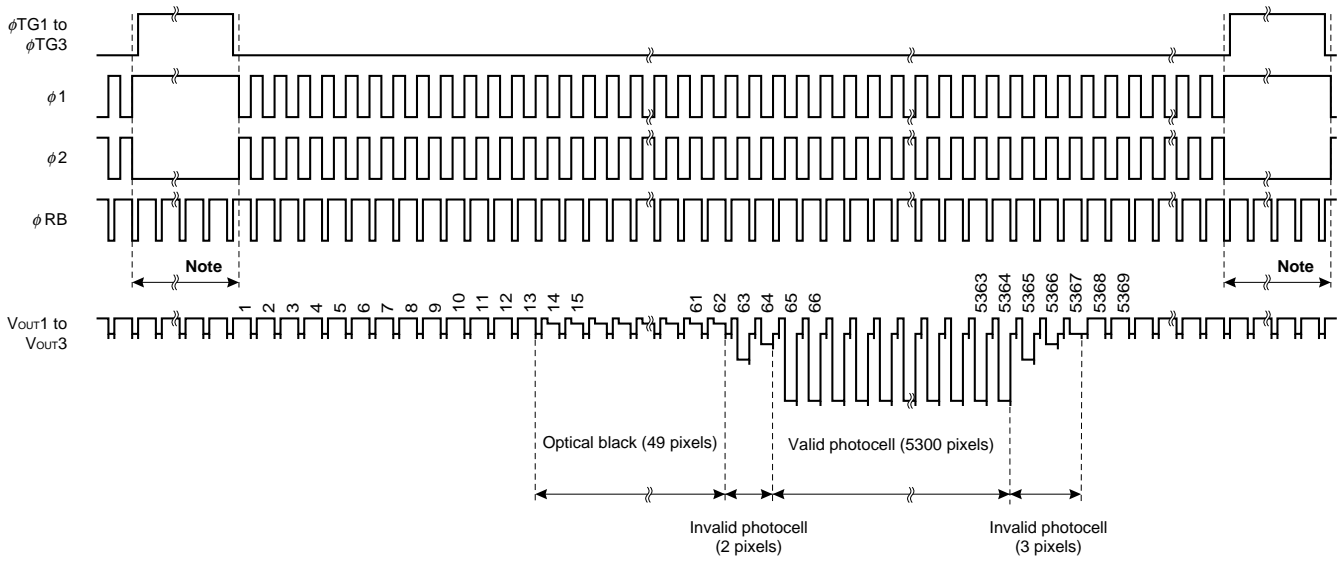 ϕTG1 to
ϕTG3
ϕ1
ϕ2
ϕRB
Note
Note
1 2 3 4 5 6 7 8 9 10 11 12 13 14 15 61 62 63 64 65 66 5363 5364 5365 5366 5367 5368 5369
VOUT1 to
VOUT3
Optical black (49 pixels)
Valid photocell (5300 pixels)
Invalid photocell
(2 pixels)
Invalid photocell
(3 pixels)